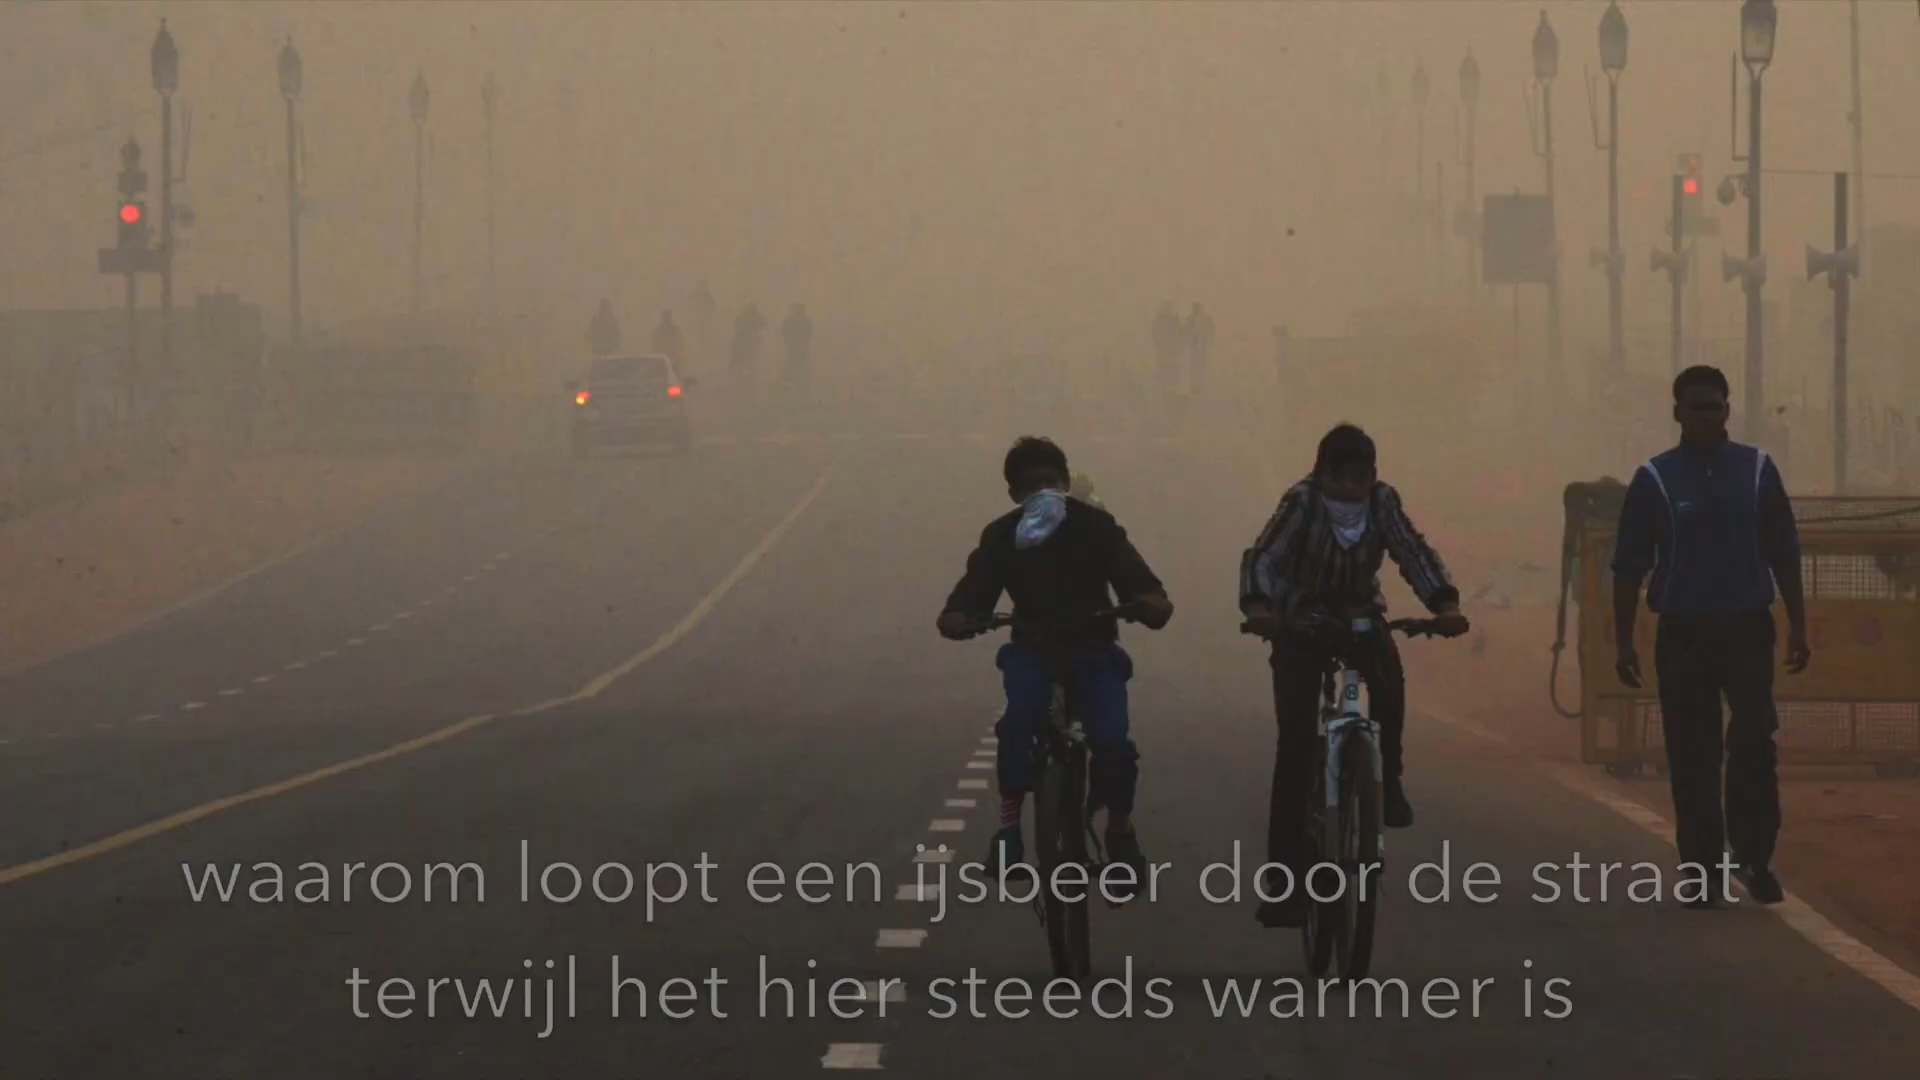 waarom loopt een ijsbeer door de straat
terwijl het hier steeds warmer is